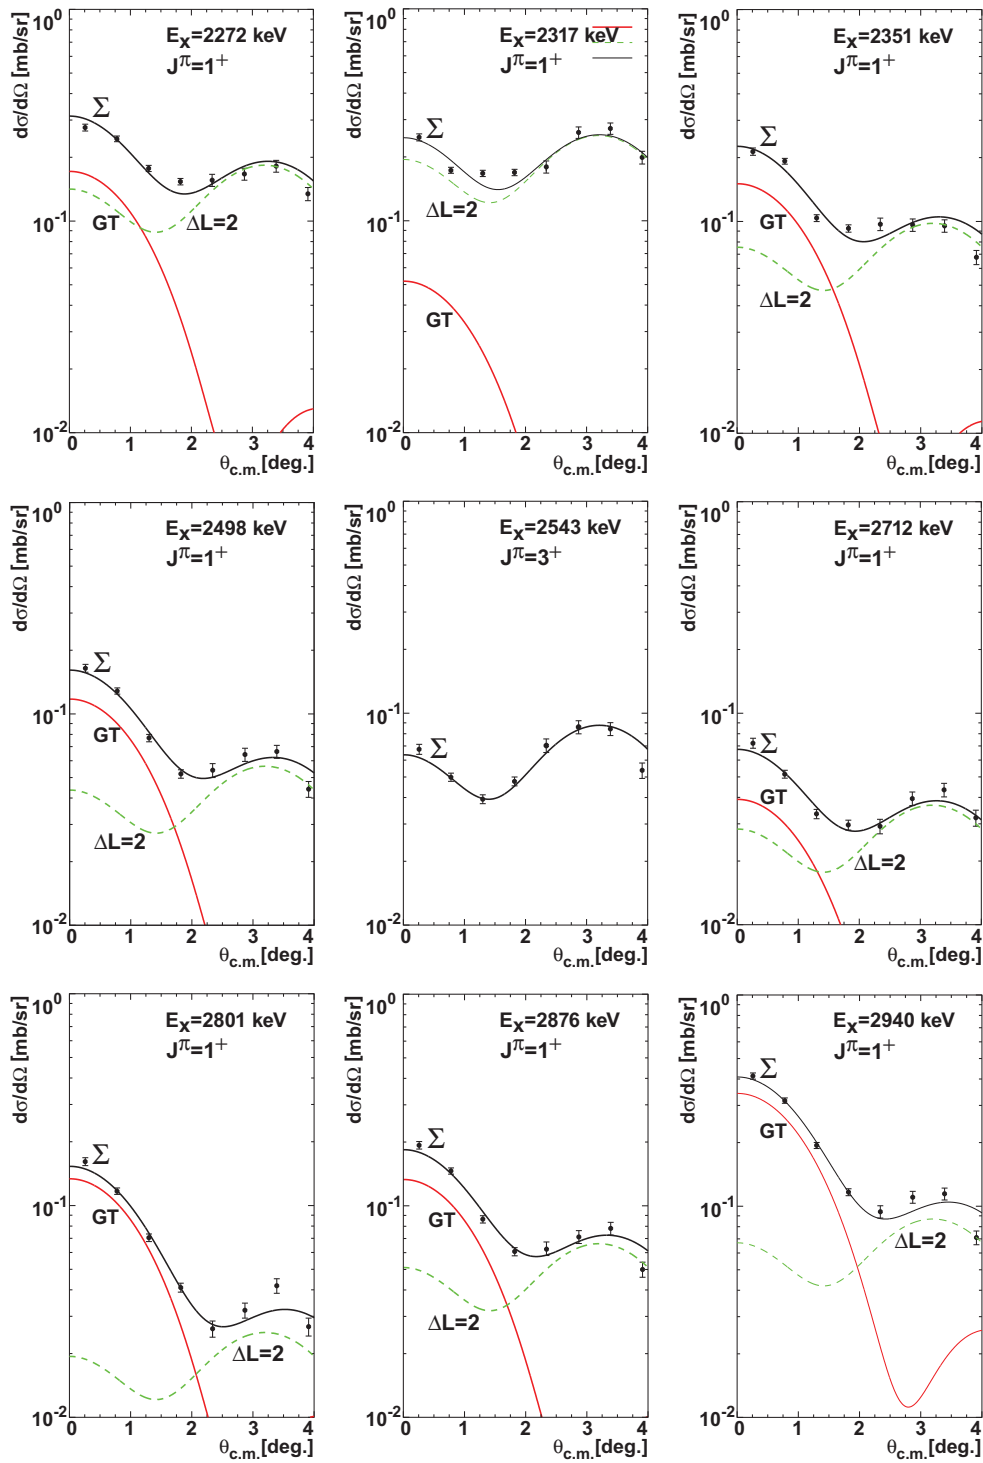 dσ/dΩ [mb/sr]
10⁰
10⁻¹
10⁻²
Eₓ=2272 keV
Jπ=1⁺
Σ
GT
ΔL=2
0 1 2 3 4
θc.m.[deg.]
dσ/dΩ [mb/sr]
10⁰
10⁻¹
10⁻²
Eₓ=2317 keV
Jπ=1⁺
Σ
ΔL=2
GT
0 1 2 3 4
θc.m.[deg.]
dσ/dΩ [mb/sr]
10⁰
10⁻¹
10⁻²
Eₓ=2351 keV
Jπ=1⁺
Σ
GT
ΔL=2
0 1 2 3 4
θc.m.[deg.]
dσ/dΩ [mb/sr]
10⁰
10⁻¹
10⁻²
Eₓ=2498 keV
Jπ=1⁺
Σ
GT
ΔL=2
0 1 2 3 4
θc.m.[deg.]
dσ/dΩ [mb/sr]
10⁰
10⁻¹
10⁻²
Eₓ=2543 keV
Jπ=3⁺
Σ
0 1 2 3 4
θc.m.[deg.]
dσ/dΩ [mb/sr]
10⁰
10⁻¹
10⁻²
Eₓ=2712 keV
Jπ=1⁺
Σ
GT
ΔL=2
0 1 2 3 4
θc.m.[deg.]
dσ/dΩ [mb/sr]
10⁰
10⁻¹
10⁻²
Eₓ=2801 keV
Jπ=1⁺
Σ
GT
ΔL=2
0 1 2 3 4
θc.m.[deg.]
dσ/dΩ [mb/sr]
10⁰
10⁻¹
10⁻²
Eₓ=2876 keV
Jπ=1⁺
Σ
GT
ΔL=2
0 1 2 3 4
θc.m.[deg.]
dσ/dΩ [mb/sr]
10⁰
10⁻¹
10⁻²
Eₓ=2940 keV
Jπ=1⁺
Σ
GT
ΔL=2
0 1 2 3 4
θc.m.[deg.]